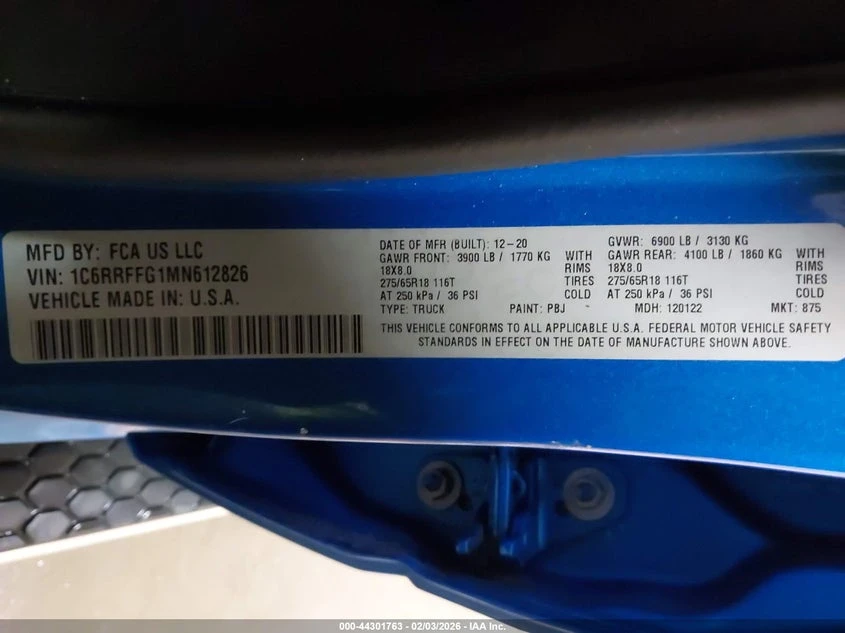 MFD BY: FCA US LLC
VIN: 1C6RRFFG1MN612826
VEHICLE MADE IN: U.S.A.
DATE OF MFR (BUILT): 12-20
GAWR FRONT: 3900 LB / 1770 KG WITH
18X8.0 RIMS
275/65R18 116T TIRES
AT 250 kPa / 36 PSI COLD
TYPE: TRUCK PAINT: PBJ
GVWR: 6900 LB / 3130 KG
GAWR REAR: 4100 LB / 1860 KG WITH
18X8.0 RIMS
275/65R18 116T TIRES
AT 250 kPa / 36 PSI COLD
MDH: 120122 MKT: 875
THIS VEHICLE CONFORMS TO ALL APPLICABLE U.S.A. FEDERAL MOTOR VEHICLE SAFETY
STANDARDS IN EFFECT ON THE DATE OF MANUFACTURE SHOWN ABOVE.
000-44301763 - 02/03/2026 - IAA Inc.